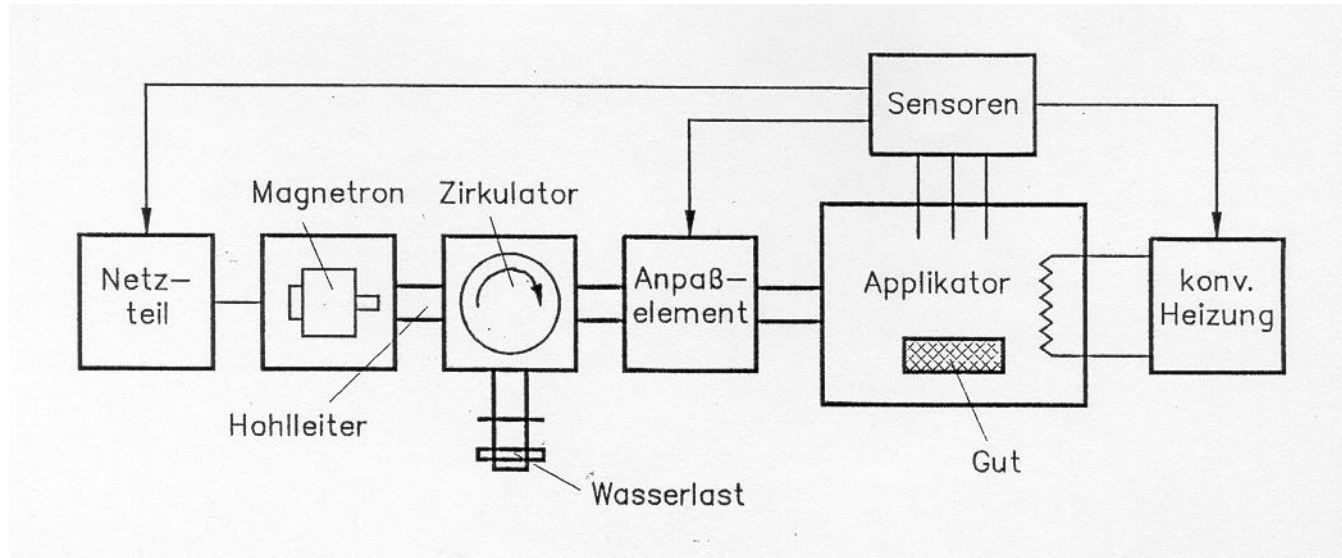 Sensoren
Magnetron
Zirkulator
Netz-
teil
Anpaß-
element
Applikator
konv.
Heizung
Hohlleiter
Gut
Wasserlast